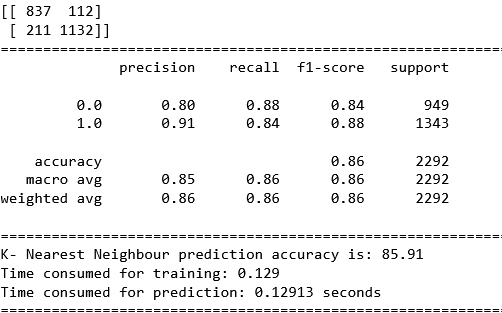 [[ 837  112]
 [ 211 1132]]
================================================================
              precision    recall  f1-score   support

         0.0       0.80      0.88      0.84       949
         1.0       0.91      0.84      0.88      1343

    accuracy                           0.86      2292
   macro avg       0.85      0.86      0.86      2292
weighted avg       0.86      0.86      0.86      2292

================================================================
K- Nearest Neighbour prediction accuracy is: 85.91
Time consumed for training: 0.129
Time consumed for prediction: 0.12913 seconds
================================================================